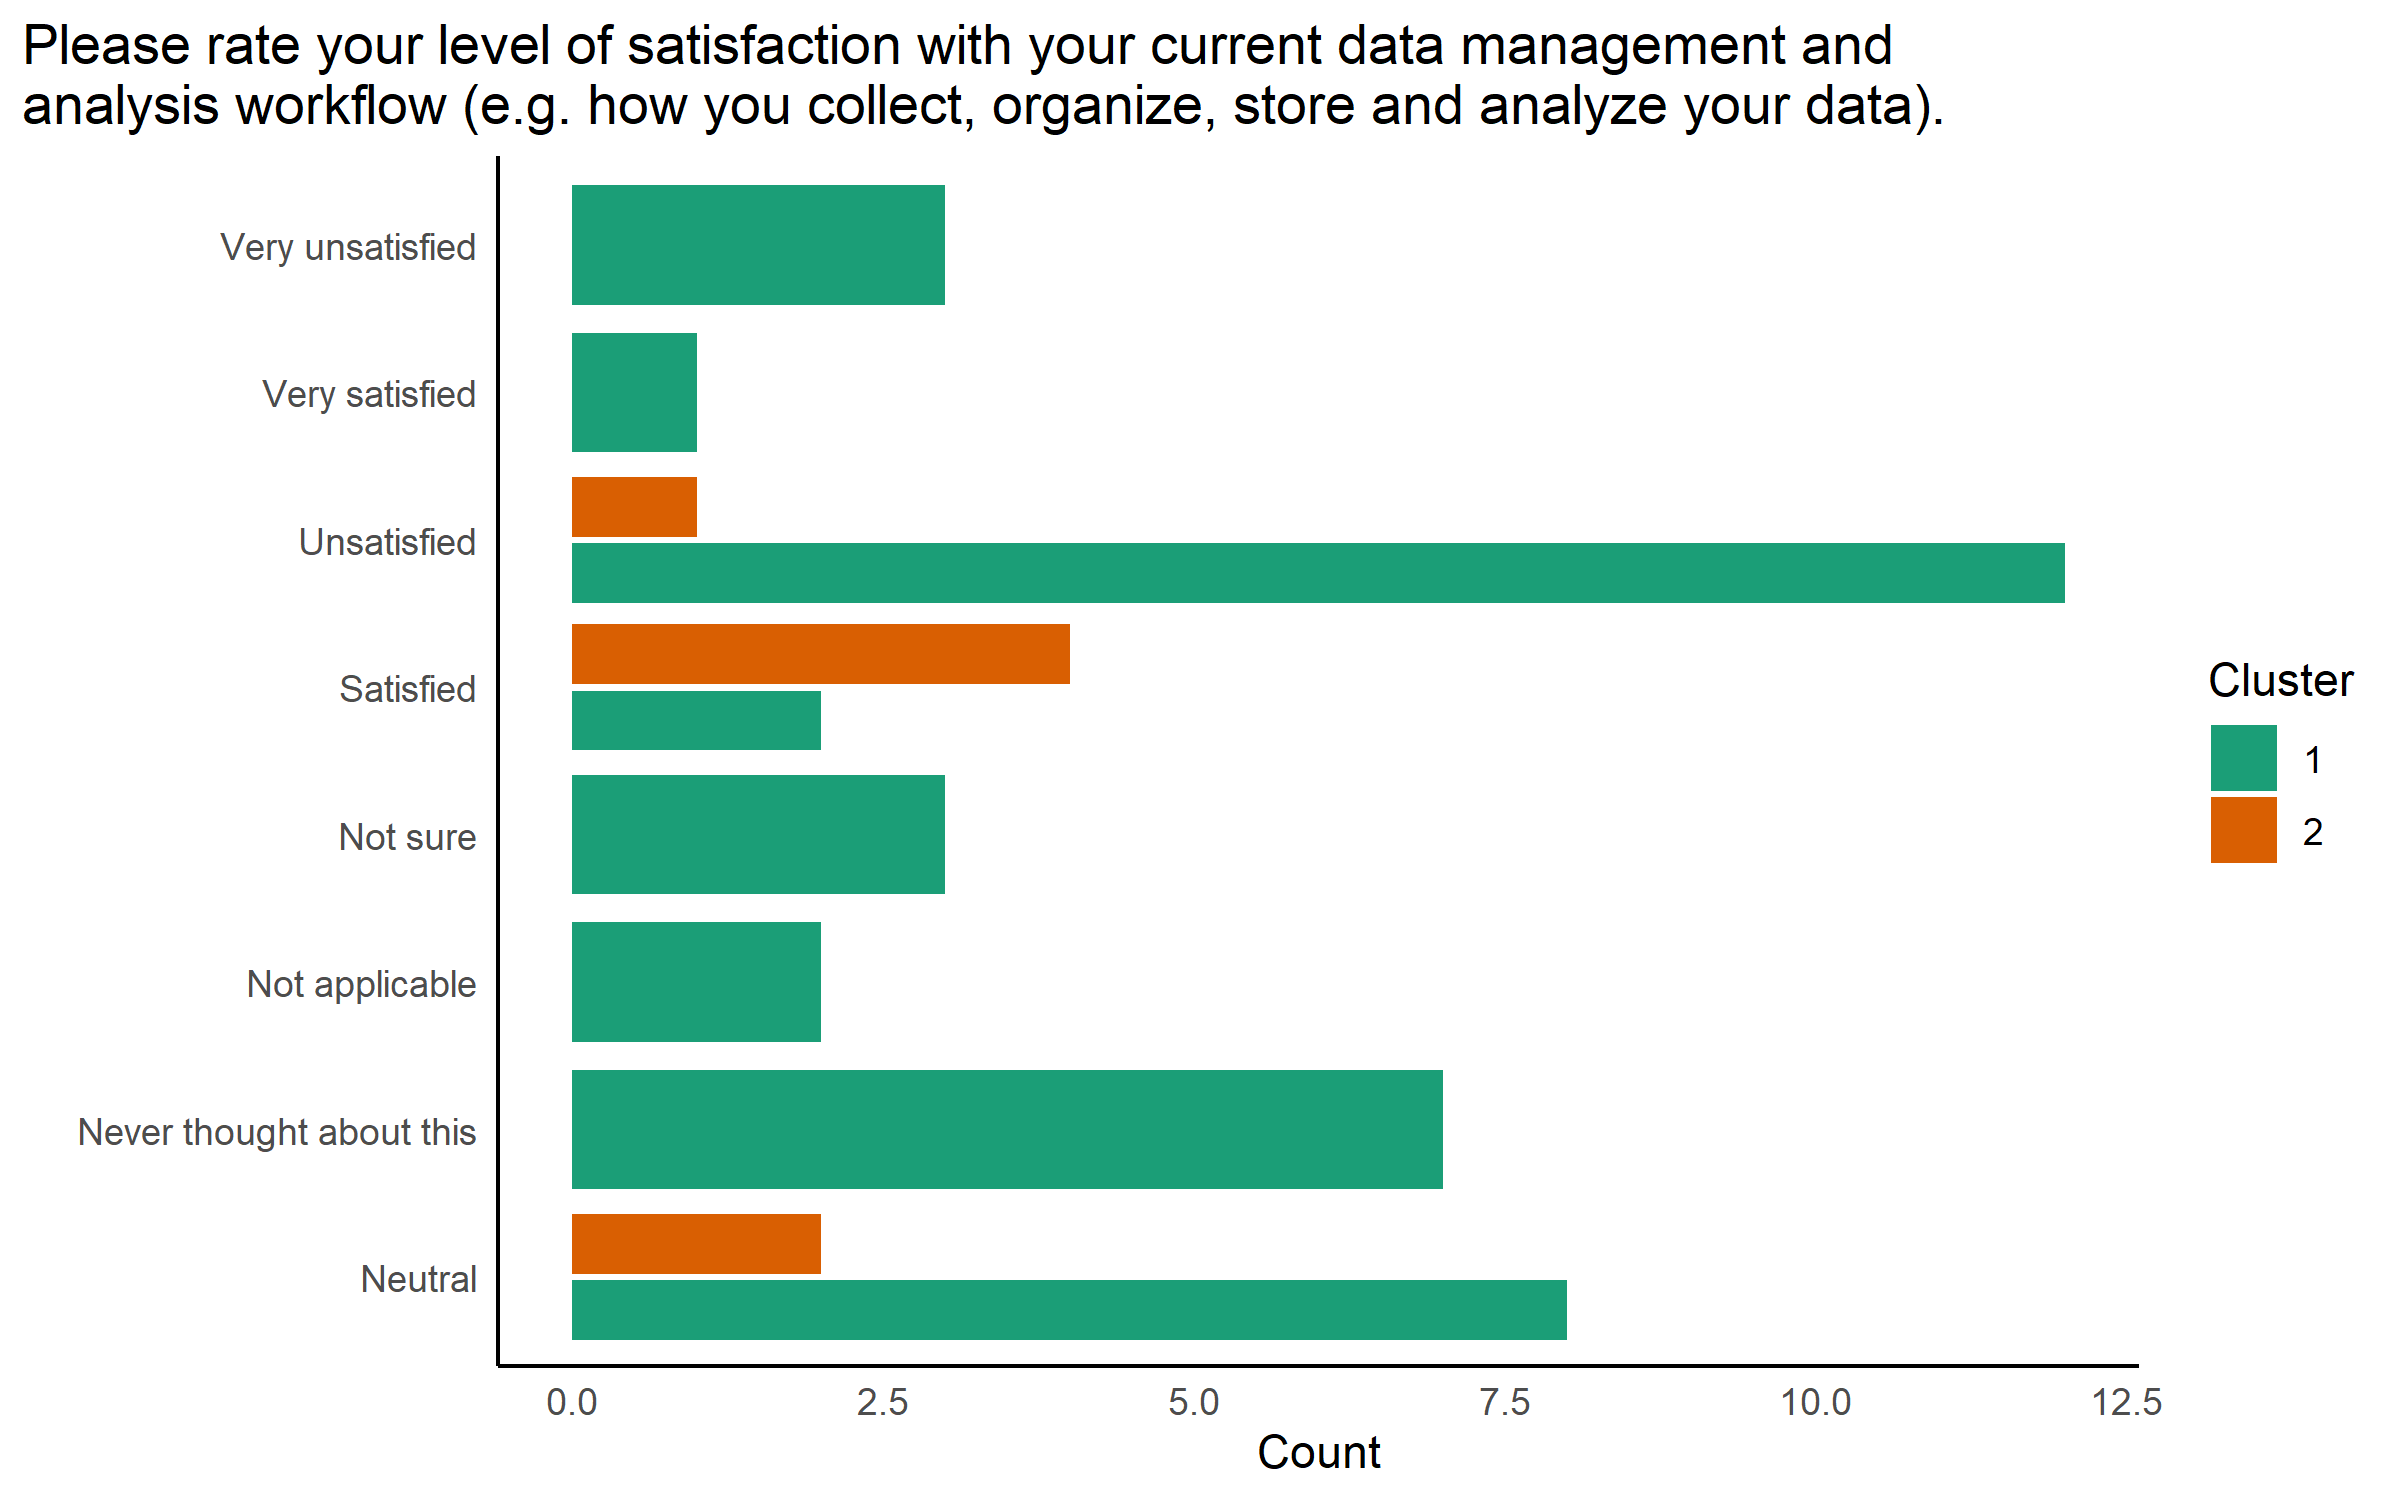 Please rate your level of satisfaction with your current data management and
analysis workflow (e.g. how you collect, organize, store and analyze your data).
Very unsatisfied
Very satisfied
Unsatisfied
Satisfied
Not sure
Not applicable
Never thought about this
Neutral
0.0 2.5 5.0 7.5 10.0 12.5
Count
Cluster
1
2